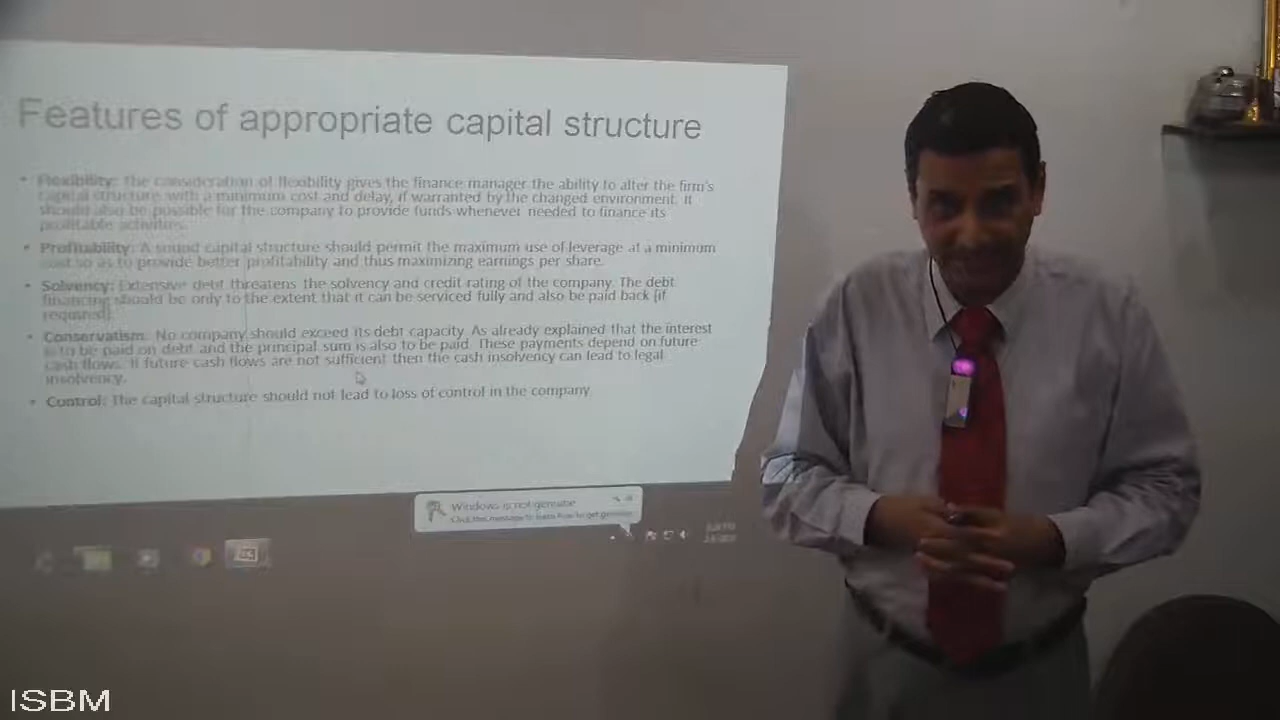 Features of appropriate capital structure
• Flexibility: The consideration of flexibility gives the finance manager the ability to alter the firm's
capital structure with a minimum cost and delay, if warranted by the changed environment. It
should also be possible for the company to provide funds whenever needed to finance its
profitable activities.
• Profitability: A sound capital structure should permit the maximum use of leverage at a minimum
cost so as to provide better profitability and thus maximizing earnings per share.
• Solvency: Extensive debt threatens the solvency and credit rating of the company. The debt
financing should be only to the extent that it can be serviced fully and also be paid back [if
required].
• Conservatism: No company should exceed its debt capacity. As already explained that the interest
is to be paid on debt and the principal sum is also to be paid. These payments depend on future
cash flows. If future cash flows are not sufficient then the cash insolvency can lead to legal
insolvency.
• Control: The capital structure should not lead to loss of control in the company.
Windows is not genuine
Click this message to learn how to get genuine
ISBM